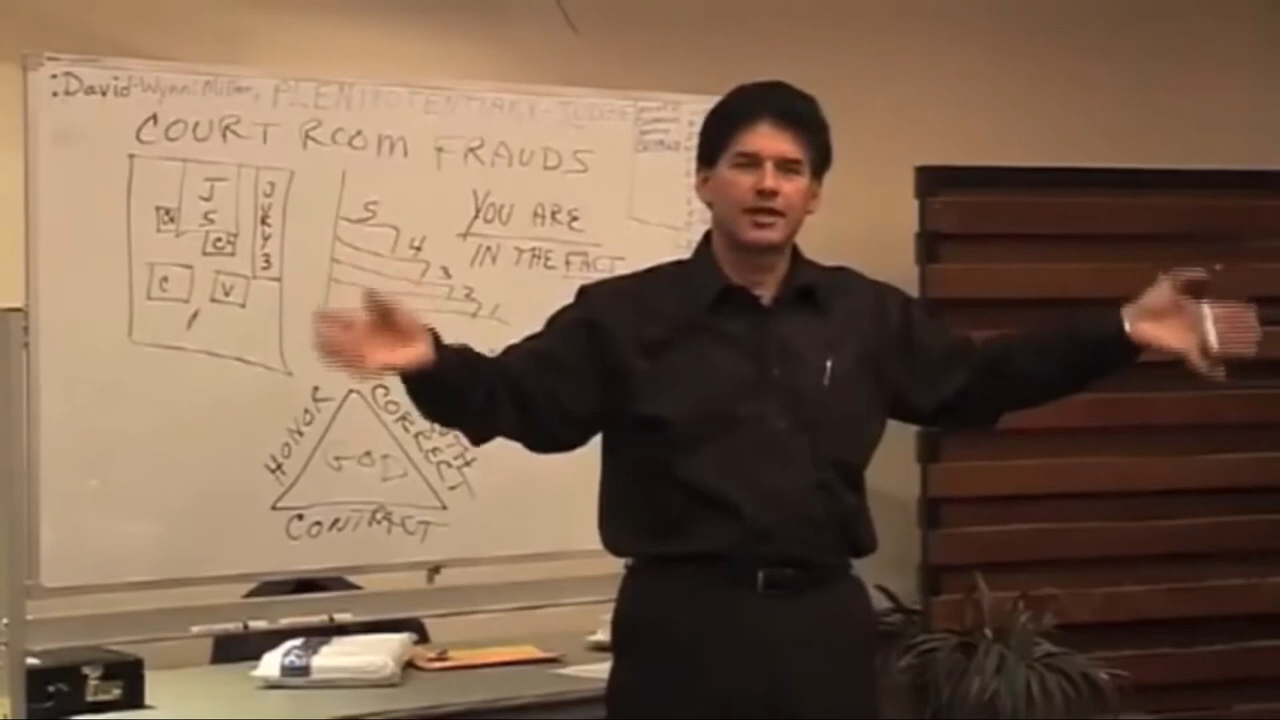 :David-Wynn:Miller, PLENIPOTENTIARY-JUDGE
COURT ROOM FRAUDS
J
5
JURY
3
C
V
5
4
3
2
1
YOU ARE
IN THE FACT
HONOR
CORRECT
GOD
CONTRACT